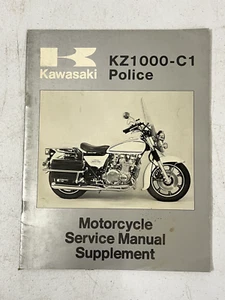 Kawasaki
KZ1000-C1
Police
Motorcycle
Service Manual
Supplement